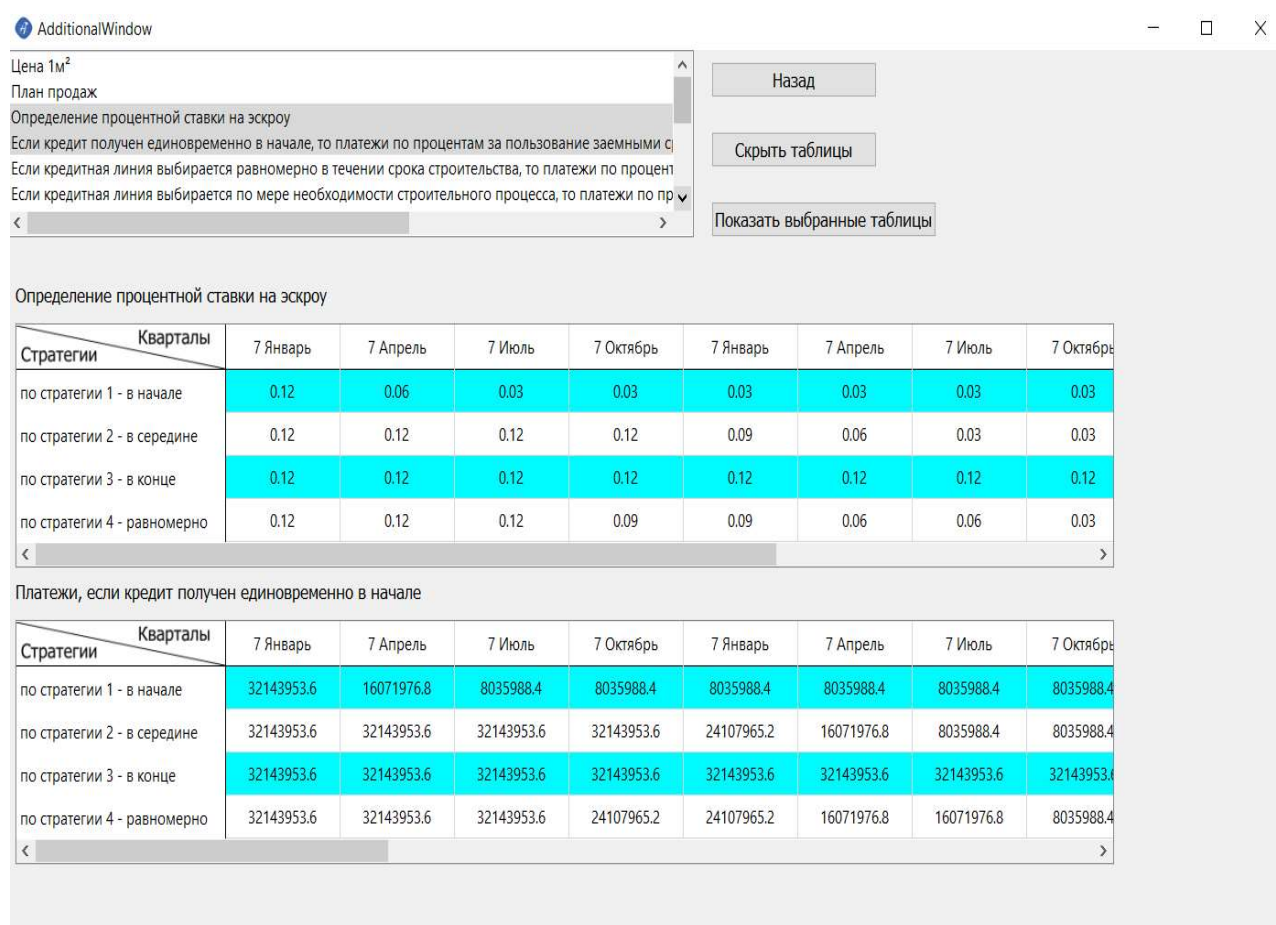 AdditionalWindow
Цена 1м²
План продаж
Определение процентной ставки на эскроу
Если кредит получен единовременно в начале, то платежи по процентам за пользование заемными
Если кредитная линия выбирается равномерно в течении срока строительства, то платежи по
Если кредитная линия выбирается по мере необходимости строительного процесса, то платежи по
Назад
Скрыть таблицы
Показать выбранные таблицы
Определение процентной ставки на эскроу
Кварталы
Стратегии 7 Январь 7 Апрель 7 Июль 7 Октябрь 7 Январь 7 Апрель 7 Июль 7 Октябрь
по стратегии 1 - в начале 0.12 0.06 0.03 0.03 0.03 0.03 0.03 0.03
по стратегии 2 - в середине 0.12 0.12 0.12 0.12 0.09 0.06 0.03 0.03
по стратегии 3 - в конце 0.12 0.12 0.12 0.12 0.12 0.12 0.12 0.12
по стратегии 4 - равномерно 0.12 0.12 0.12 0.09 0.09 0.06 0.06 0.03
Платежи, если кредит получен единовременно в начале
Кварталы
Стратегии 7 Январь 7 Апрель 7 Июль 7 Октябрь 7 Январь 7 Апрель 7 Июль 7 Октябрь
по стратегии 1 - в начале 32143953.6 16071976.8 8035988.4 8035988.4 8035988.4 8035988.4 8035988.4 8035988.4
по стратегии 2 - в середине 32143953.6 32143953.6 32143953.6 32143953.6 24107965.2 16071976.8 8035988.4 8035988.4
по стратегии 3 - в конце 32143953.6 32143953.6 32143953.6 32143953.6 32143953.6 32143953.6 32143953.6 32143953.6
по стратегии 4 - равномерно 32143953.6 32143953.6 32143953.6 24107965.2 24107965.2 16071976.8 16071976.8 8035988.4